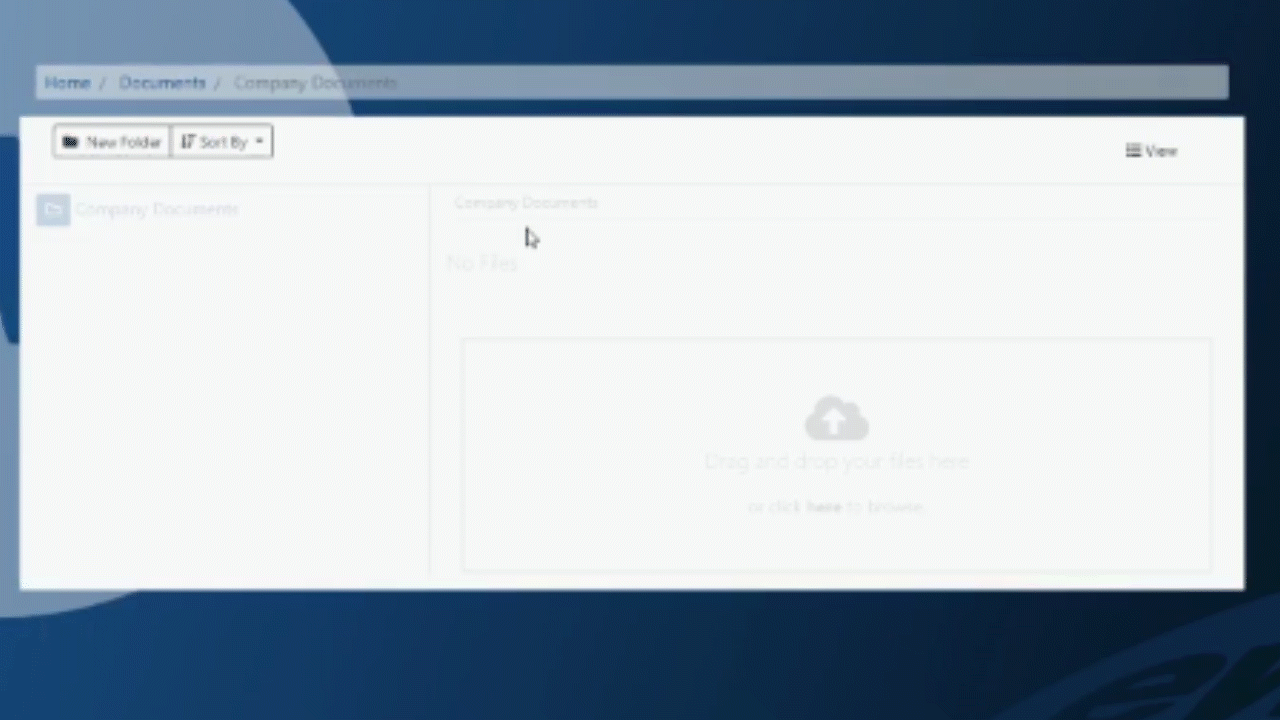 Home / Documents / Company Documents
New Folder Sort By
View
Company Documents
Company Documents
No Files
Drag and drop your files here
or click here to browse